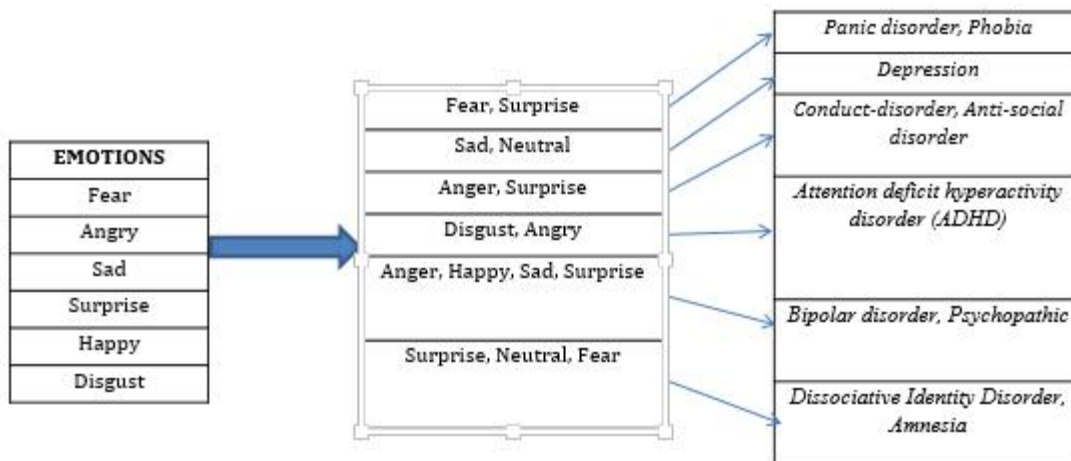 EMOTIONS
Fear
Angry
Sad
Surprise
Happy
Disgust
Fear, Surprise
Sad, Neutral
Anger, Surprise
Disgust, Angry
Anger, Happy, Sad, Surprise
Surprise, Neutral, Fear
Panic disorder, Phobia
Depression
Conduct-disorder, Anti-social
disorder
Attention deficit hyperactivity
disorder (ADHD)
Bipolar disorder, Psychopathic
Dissociative Identity Disorder,
Amnesia